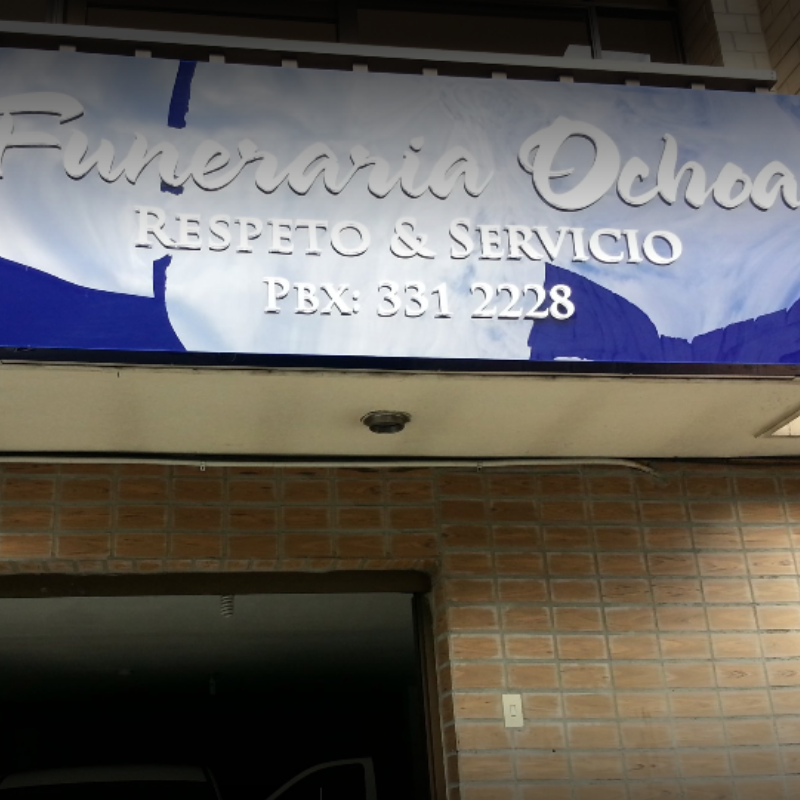 Funeraria Ochoa
RESPETO & SERVICIO
PBX: 331 2228